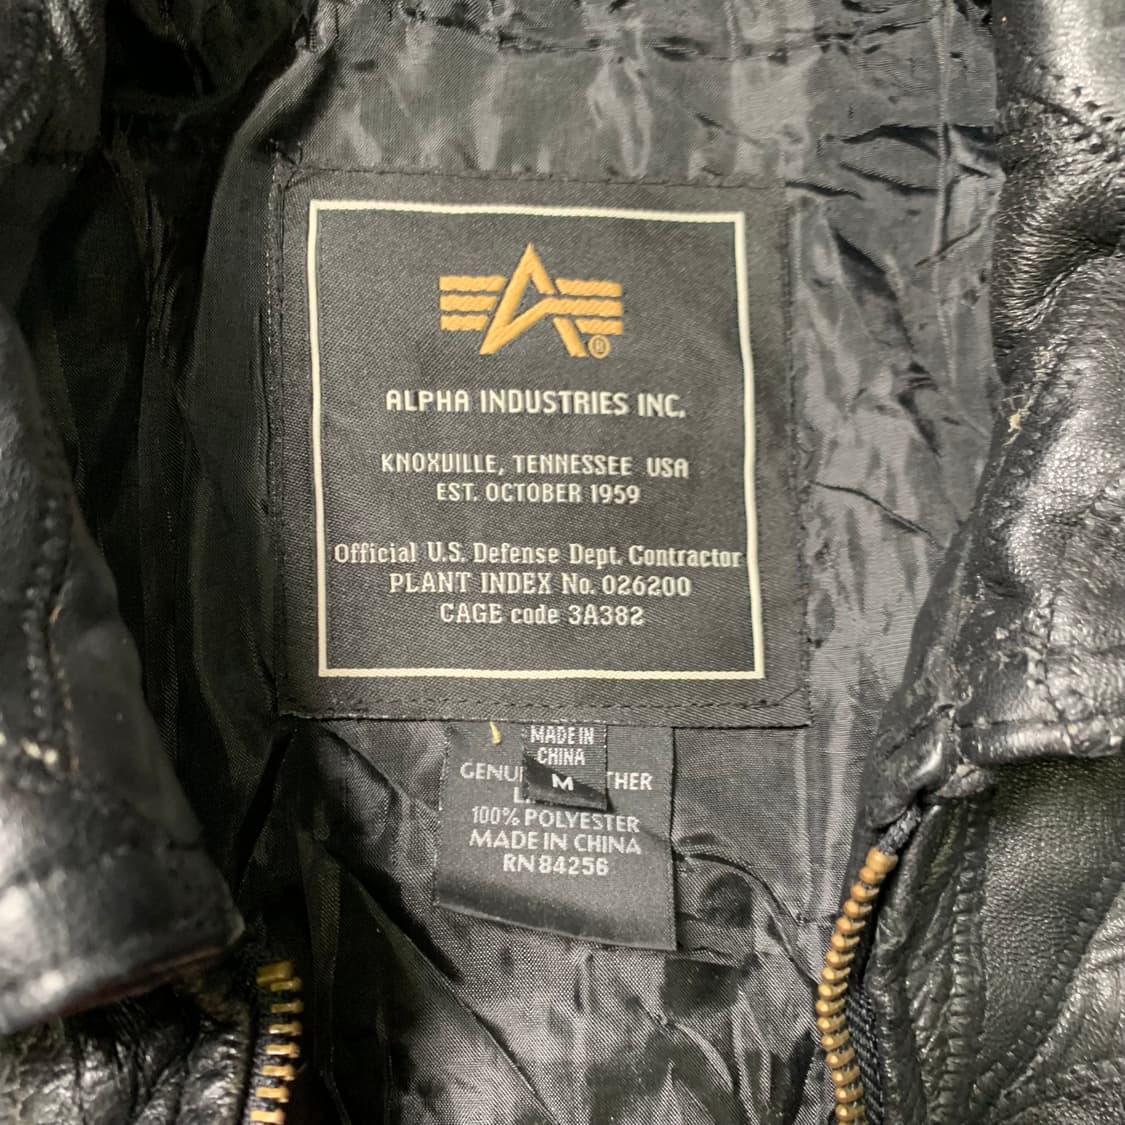 ®
ALPHA INDUSTRIES INC.
KNOXVILLE, TENNESSEE USA
EST. OCTOBER 1959
Official U.S. Defense Dept. Contractor
PLANT INDEX No. 026200
CAGE code 3A382
MADE IN
CHINA
M
100% POLYESTER
MADE IN CHINA
RN 84256